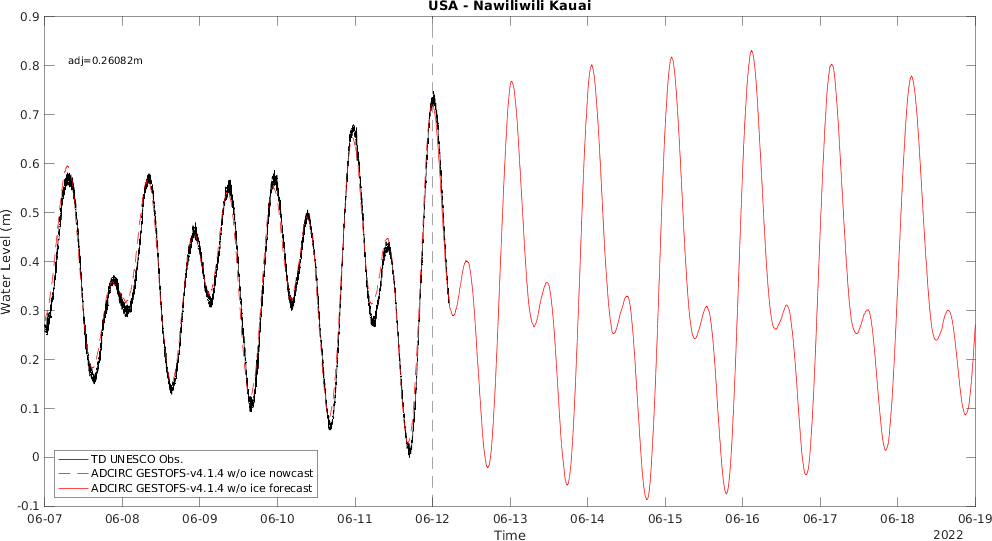 USA - Nawiliwili Kauai
adj=0.26082m
0.9
0.8
0.7
0.6
0.5
0.4
0.3
0.2
0.1
0
-0.1
Water Level (m)
TD UNESCO Obs.
ADCIRC GESTOFS-v4.1.4 w/o ice nowcast
ADCIRC GESTOFS-v4.1.4 w/o ice forecast
06-07 06-08 06-09 06-10 06-11 06-12 06-13 06-14 06-15 06-16 06-17 06-18 06-19
Time
2022